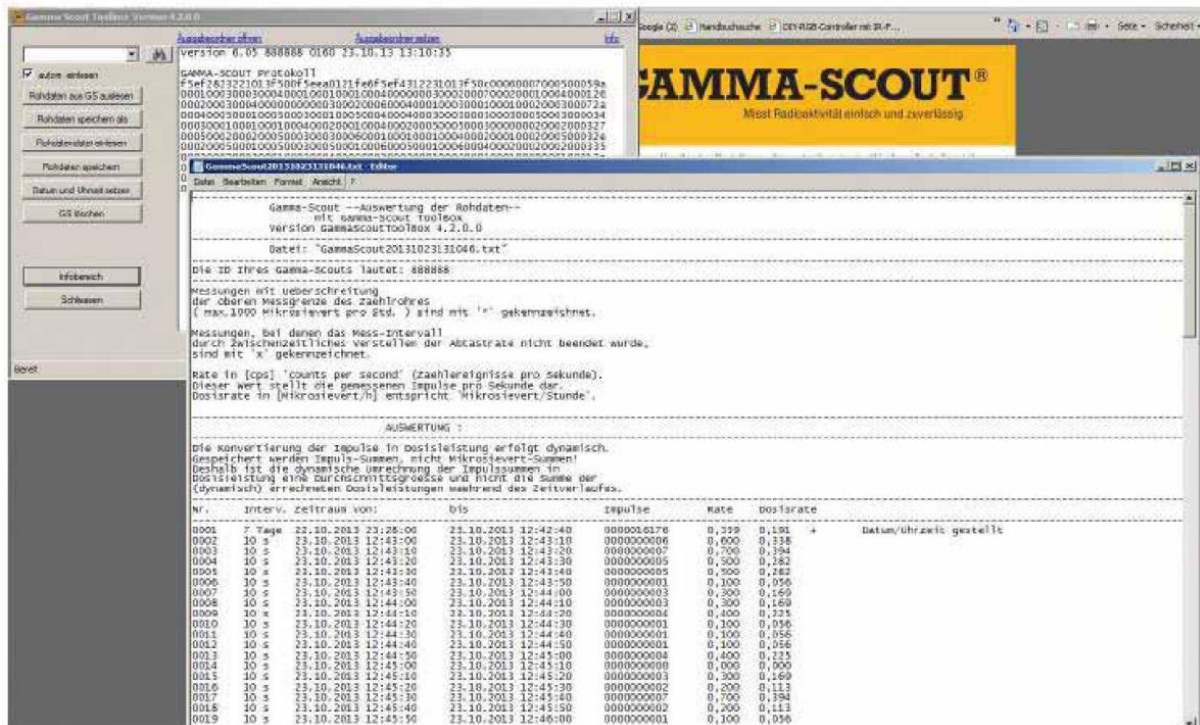 Gamma Scout Toolbox Version 4.2.0.0
Ausgabeordner öffnen
Ausgabeordner setzen
Info
autom. einlesen
Rohdaten aus GS auslesen
Rohdaten speichern als
Rohdatendatei einlesen
Rohdaten speichern
Datum und Uhrzeit setzen
GS löschen
Infobereich
Schliessen
Bereit
Version 6.05 888888 0160 23.10.13 13:10:35
GAMMA-SCOUT Protokoll
Google (2)
Handbuchsuche
DIY-RGB-Controller mit IR-F...
Seite
Sicherheit
GAMMA-SCOUT®
Misst Radioaktivität einfach und zuverlässig
GammaScout20131023131046.txt - Editor
Datei Bearbeiten Format Ansicht ?
Gamma-Scout --Auswertung der Rohdaten--
mit Gamma-Scout Toolbox
Version GammaScoutToolBox 4.2.0.0
Datei: "GammaScout20131023131046.txt"
Die ID Ihres Gamma-Scouts lautet: 888888
Messungen mit Ueberschreitung
der oberen Messgrenze des Zaehlrohres
( max.1000 Mikrosievert pro Std. ) sind mit '*' gekennzeichnet.
Messungen, bei denen das Mess-Intervall
durch zwischenzeitliches Verstellen der Abtastrate nicht beendet wurde,
sind mit 'x' gekennzeichnet.
Rate in [cps] 'counts per second' (Zaehlereignisse pro Sekunde).
Dieser Wert stellt die gemessenen Impulse pro Sekunde dar.
Dosisrate in [Mikrosievert/h] entspricht 'Mikrosievert/Stunde'.
AUSWERTUNG :
Die Konvertierung der Impulse in Dosisleistung erfolgt dynamisch.
Gespeichert werden Impuls-Summen, nicht Mikrosievert-Summen!
Deshalb ist die dynamische Umrechnung der Impulssummen in
Dosisleistung eine Durchschnittsgroesse und nicht die Summe der
(dynamisch) errechneten Dosisleistungen waehrend des Zeitverlaufes.
Nr. Interv. Zeitraum von: bis Impulse Rate Dosisrate
0001 7 Tage 22.10.2013 23:28:00 23.10.2013 12:42:40 0000016176 0,339 0,191 + Datum/Uhrzeit gestellt
0002 10 s 23.10.2013 12:43:00 23.10.2013 12:43:10 0000000006 0,600 0,338
0003 10 s 23.10.2013 12:43:10 23.10.2013 12:43:20 0000000007 0,700 0,394
0004 10 s 23.10.2013 12:43:20 23.10.2013 12:43:30 0000000005 0,500 0,282
0005 10 s 23.10.2013 12:43:30 23.10.2013 12:43:40 0000000005 0,500 0,282
0006 10 s 23.10.2013 12:43:40 23.10.2013 12:43:50 0000000001 0,100 0,056
0007 10 s 23.10.2013 12:43:50 23.10.2013 12:44:00 0000000003 0,300 0,169
0008 10 s 23.10.2013 12:44:00 23.10.2013 12:44:10 0000000003 0,300 0,169
0009 10 s 23.10.2013 12:44:10 23.10.2013 12:44:20 0000000004 0,400 0,225
0010 10 s 23.10.2013 12:44:20 23.10.2013 12:44:30 0000000001 0,100 0,056
0011 10 s 23.10.2013 12:44:30 23.10.2013 12:44:40 0000000001 0,100 0,056
0012 10 s 23.10.2013 12:44:40 23.10.2013 12:44:50 0000000001 0,100 0,056
0013 10 s 23.10.2013 12:44:50 23.10.2013 12:45:00 0000000004 0,400 0,225
0014 10 s 23.10.2013 12:45:00 23.10.2013 12:45:10 0000000000 0,000 0,000
0015 10 s 23.10.2013 12:45:10 23.10.2013 12:45:20 0000000003 0,300 0,169
0016 10 s 23.10.2013 12:45:20 23.10.2013 12:45:30 0000000002 0,200 0,113
0017 10 s 23.10.2013 12:45:30 23.10.2013 12:45:40 0000000007 0,700 0,394
0018 10 s 23.10.2013 12:45:40 23.10.2013 12:45:50 0000000002 0,200 0,113
0019 10 s 23.10.2013 12:45:50 23.10.2013 12:46:00 0000000001 0,100 0,056